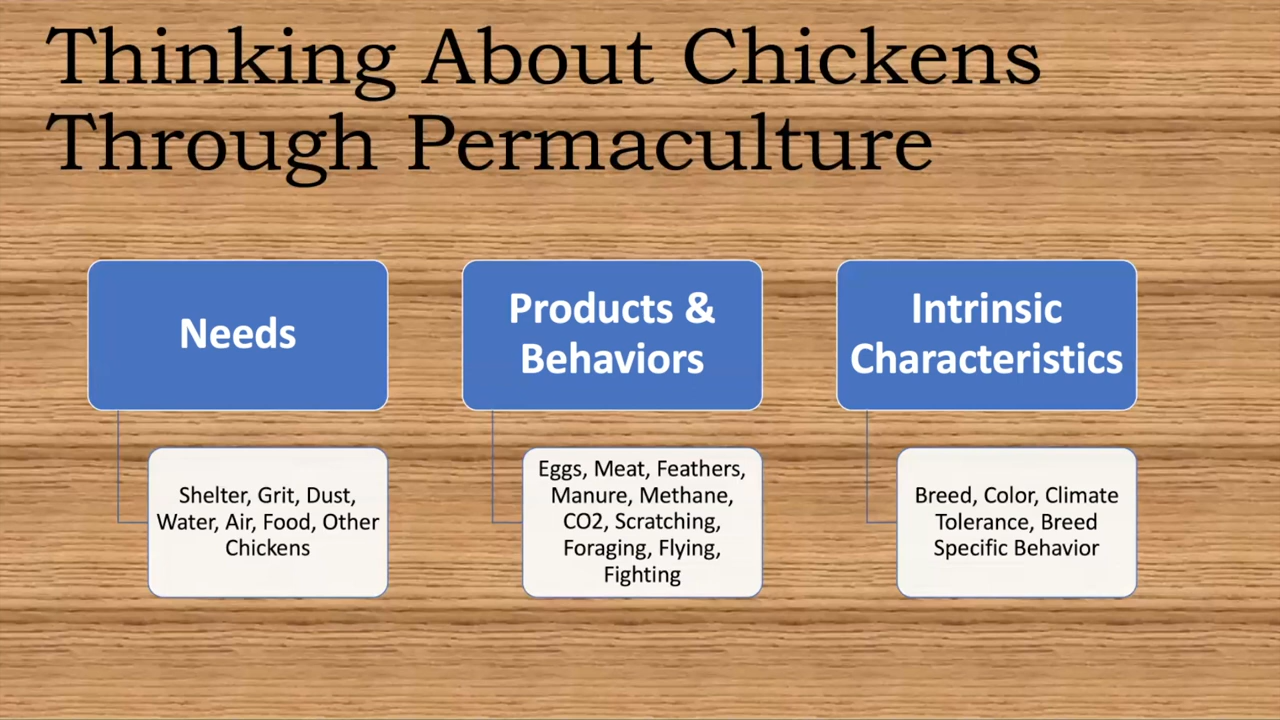 Thinking About Chickens
Through Permaculture
Needs
Shelter, Grit, Dust,
Water, Air, Food, Other
Chickens
Products &
Behaviors
Eggs, Meat, Feathers,
Manure, Methane,
CO2, Scratching,
Foraging, Flying,
Fighting
Intrinsic
Characteristics
Breed, Color, Climate
Tolerance, Breed
Specific Behavior